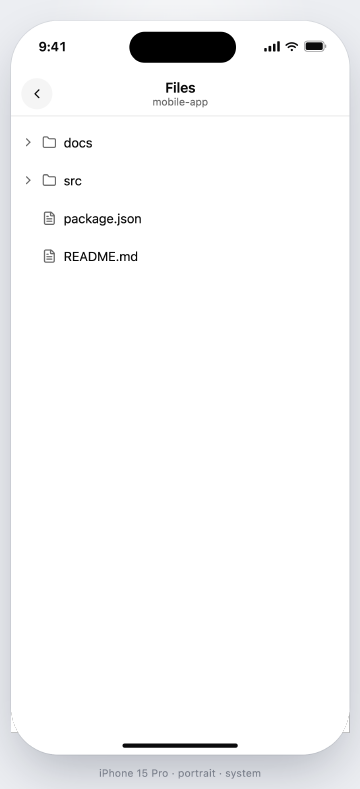 9:41
Files
mobile-app
docs
src
package.json
README.md
iPhone 15 Pro · portrait · system